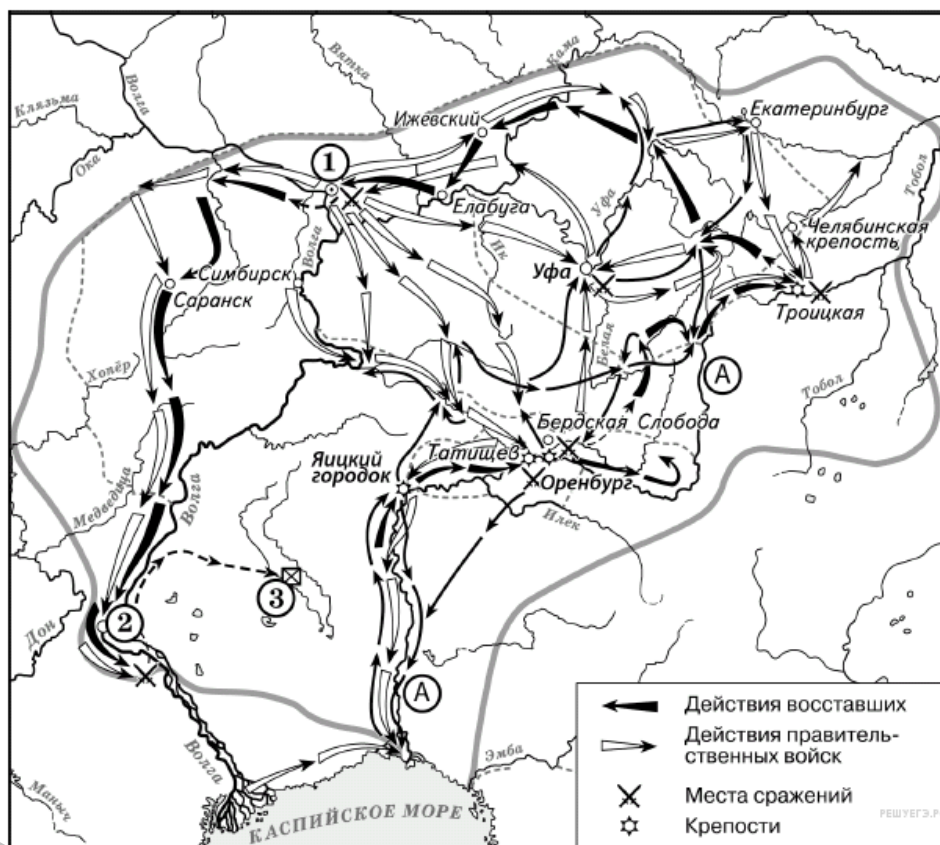 Вятка
Кама
Волга
Клязьма
Ока
Ижевский
Екатеринбург
1
Тобол
Елабуга
Уфа
Челябинская
крепость
Волга
Ик
Уфа
Симбирск
Саранск
Троицкая
Белая
Хопёр
А
Тобол
Бердская Слобода
Татищев
Яицкий
городок
Оренбург
Медведица
Волга
Илек
3
2
Дон
А
Волга
Эмба
Маныч
КАСПИЙСКОЕ МОРЕ
Действия восставших
Действия правитель-
ственных войск
Места сражений
Крепости
РЕШУЕГЭ.Р